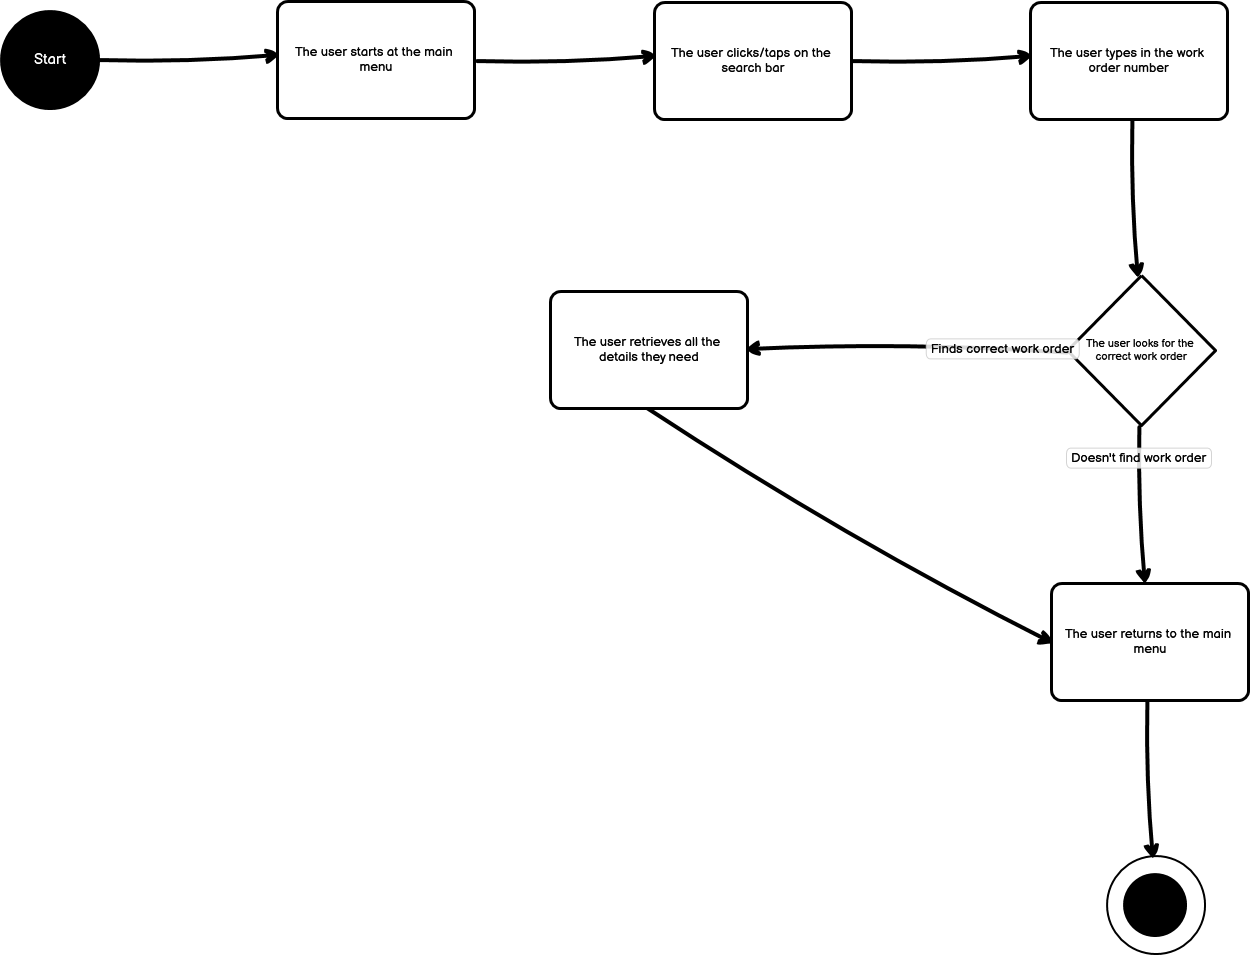 Start
The user starts at the main
menu
The user clicks/taps on the
search bar
The user types in the work
order number
The user retrieves all the
details they need
Finds correct work order
The user looks for the
correct work order
Doesn't find work order
The user returns to the main
menu